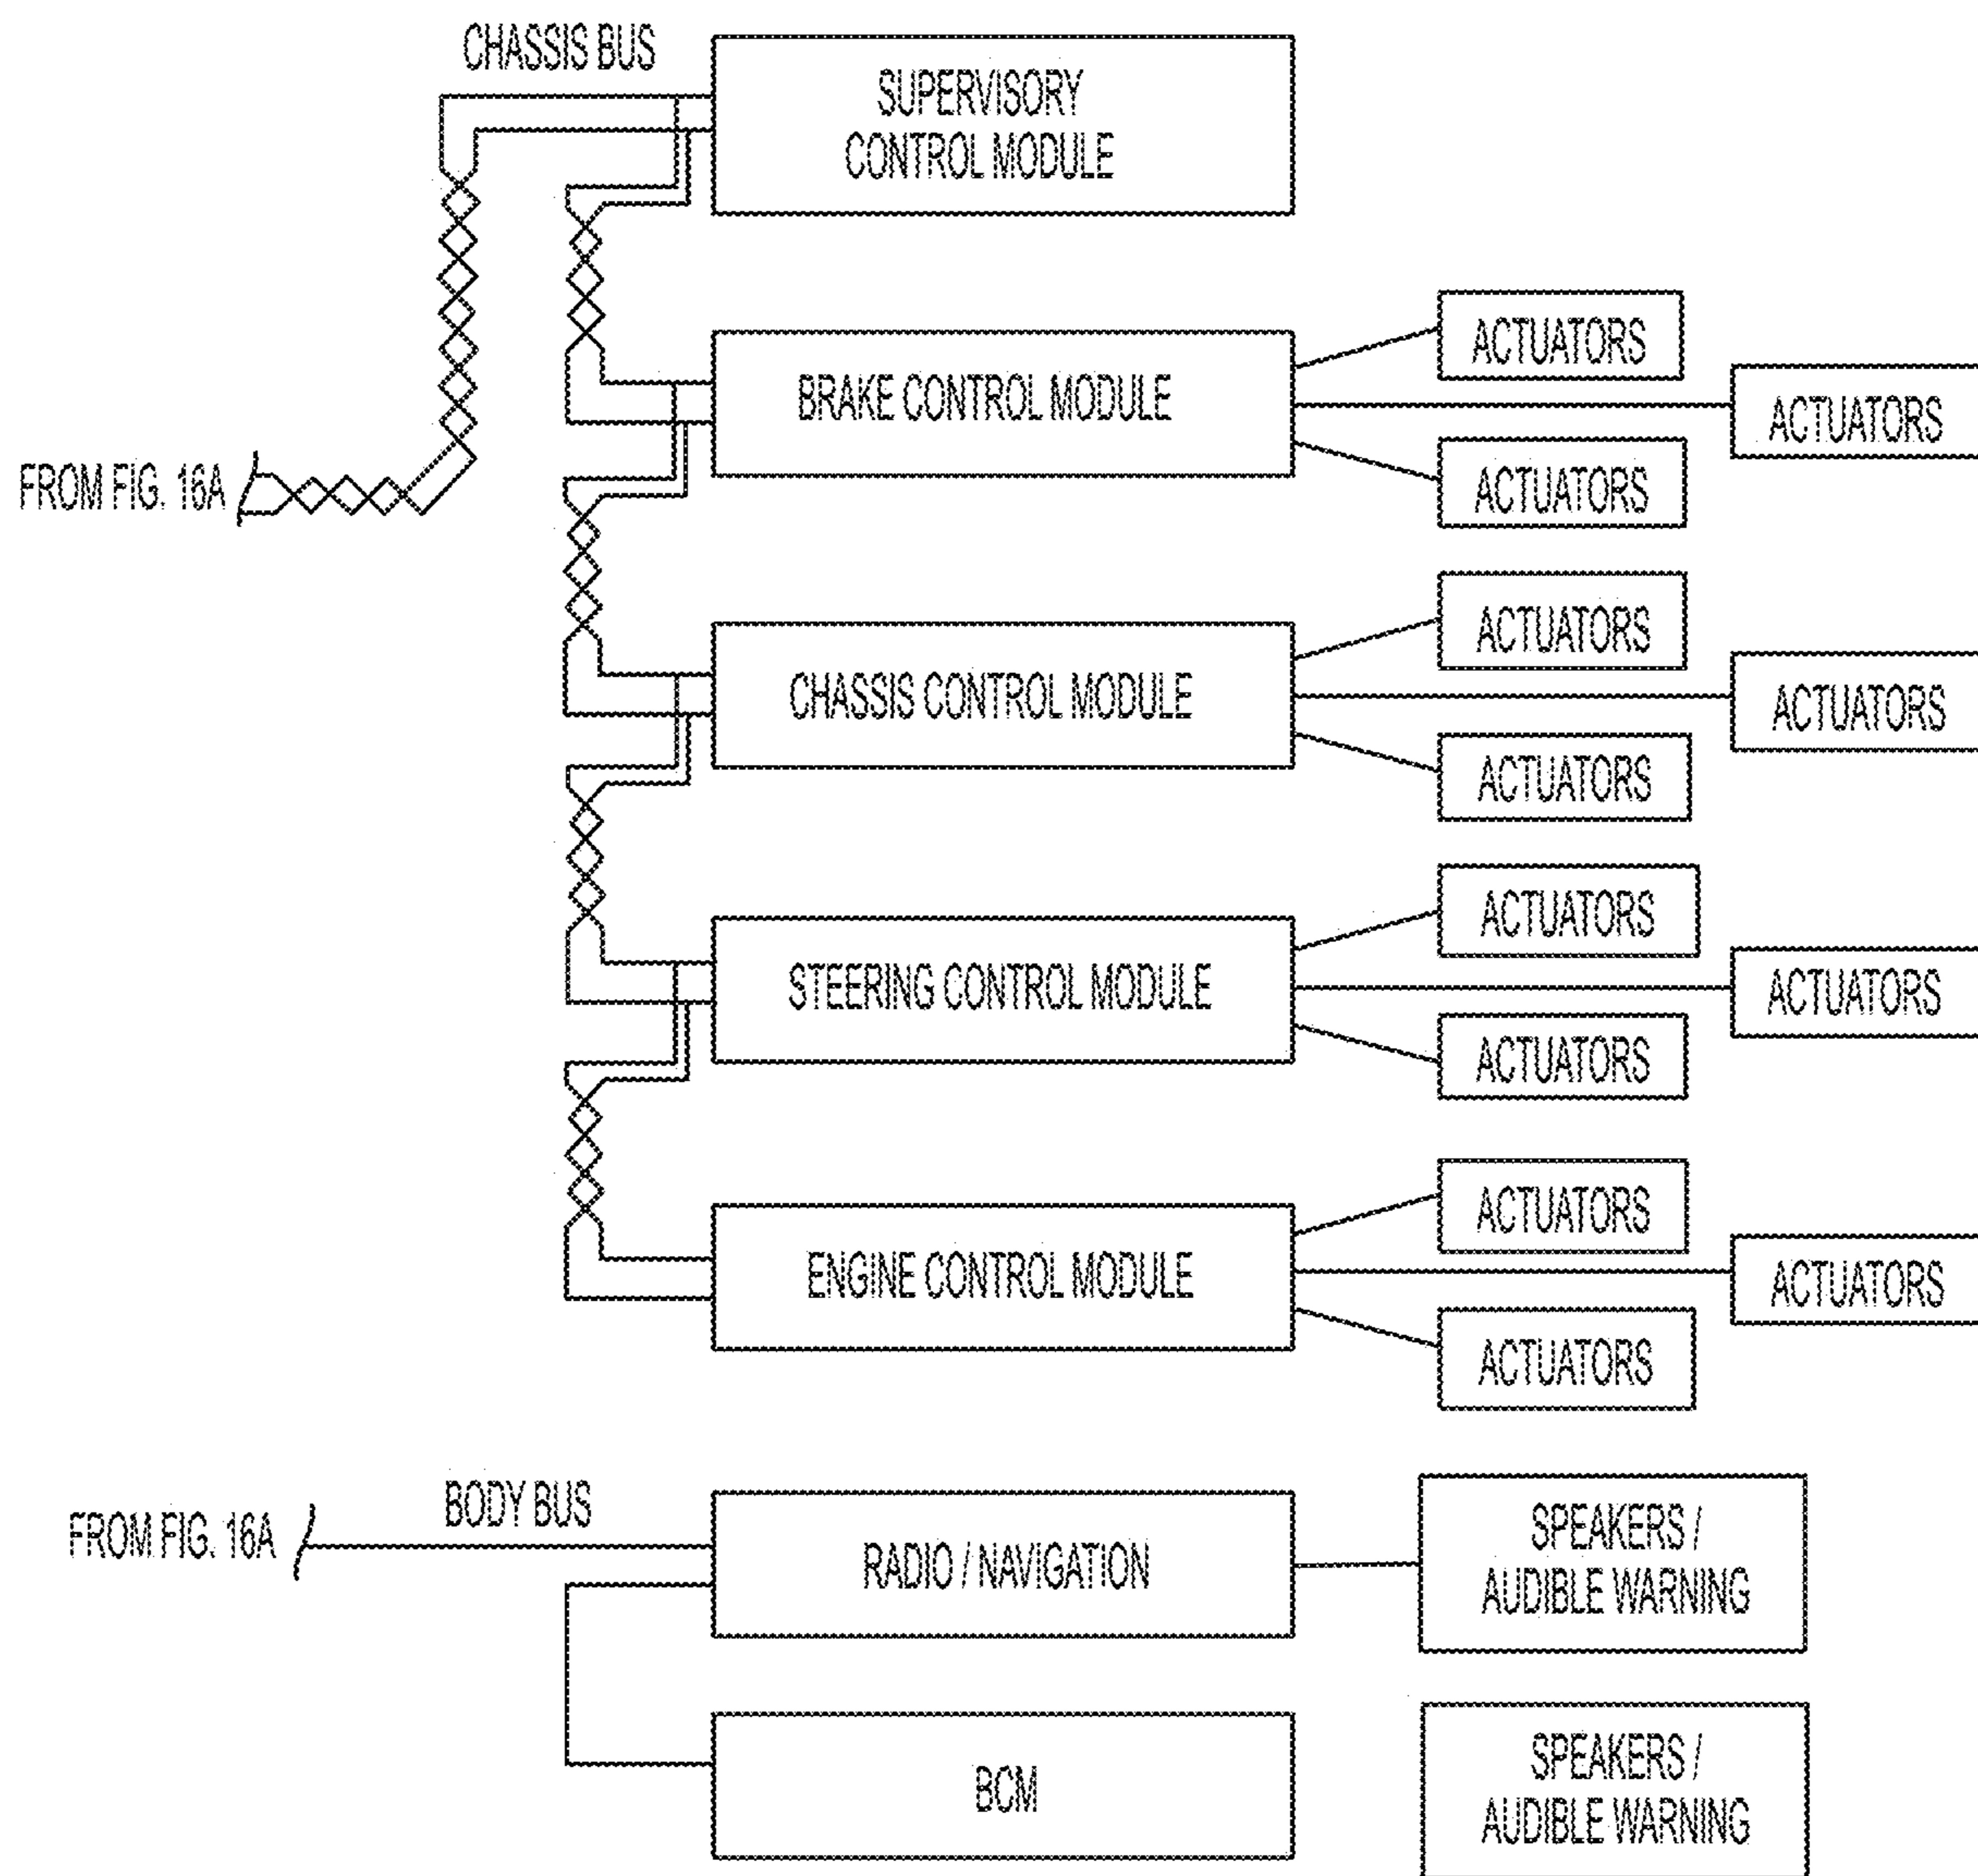 CHASSIS BUS
SUPERVISORY
CONTROL MODULE
FROM FIG. 16A
BRAKE CONTROL MODULE
ACTUATORS
ACTUATORS
ACTUATORS
CHASSIS CONTROL MODULE
ACTUATORS
ACTUATORS
ACTUATORS
STEERING CONTROL MODULE
ACTUATORS
ACTUATORS
ACTUATORS
ENGINE CONTROL MODULE
ACTUATORS
ACTUATORS
ACTUATORS
FROM FIG. 16A
BODY BUS
RADIO / NAVIGATION
SPEAKERS /
AUDIBLE WARNING
BCM
SPEAKERS /
AUDIBLE WARNING